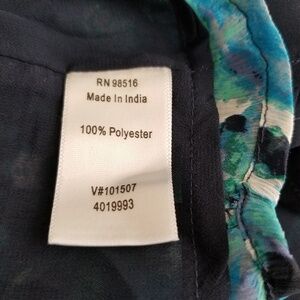 RN 98516
Made In India
100% Polyester
V#101507
4019993